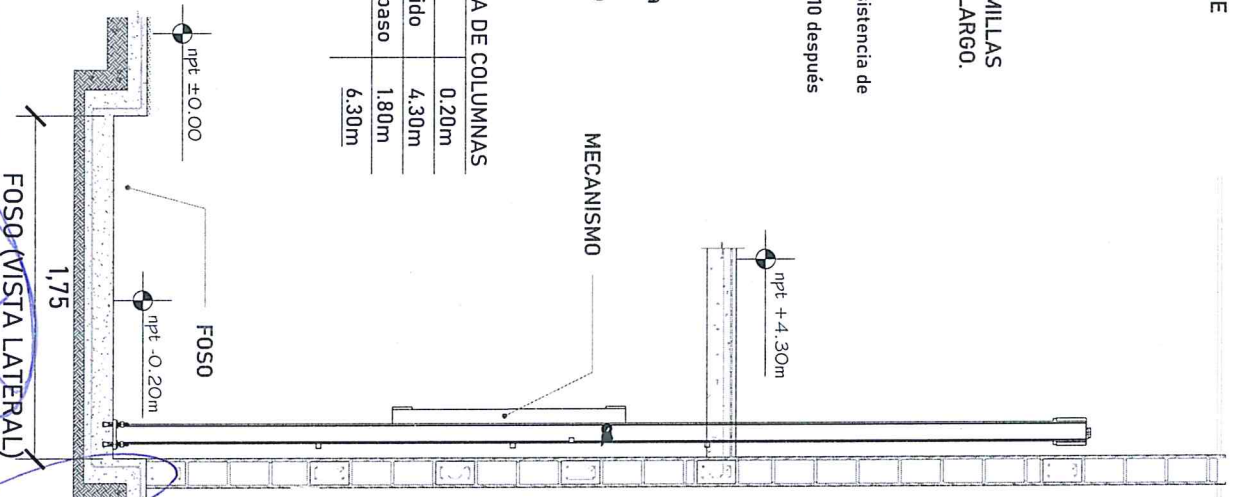 E
MILLAS
LARGO.
sistencia de
10 después
a
A DE COLUMNAS
0.20m
ido 4.30m
paso 1.80m
6.30m
MECANISMO
npt +4.30m
npt ±0.00
FOSO
npt -0.20m
1,75
FOSO (VISTA LATERAL)